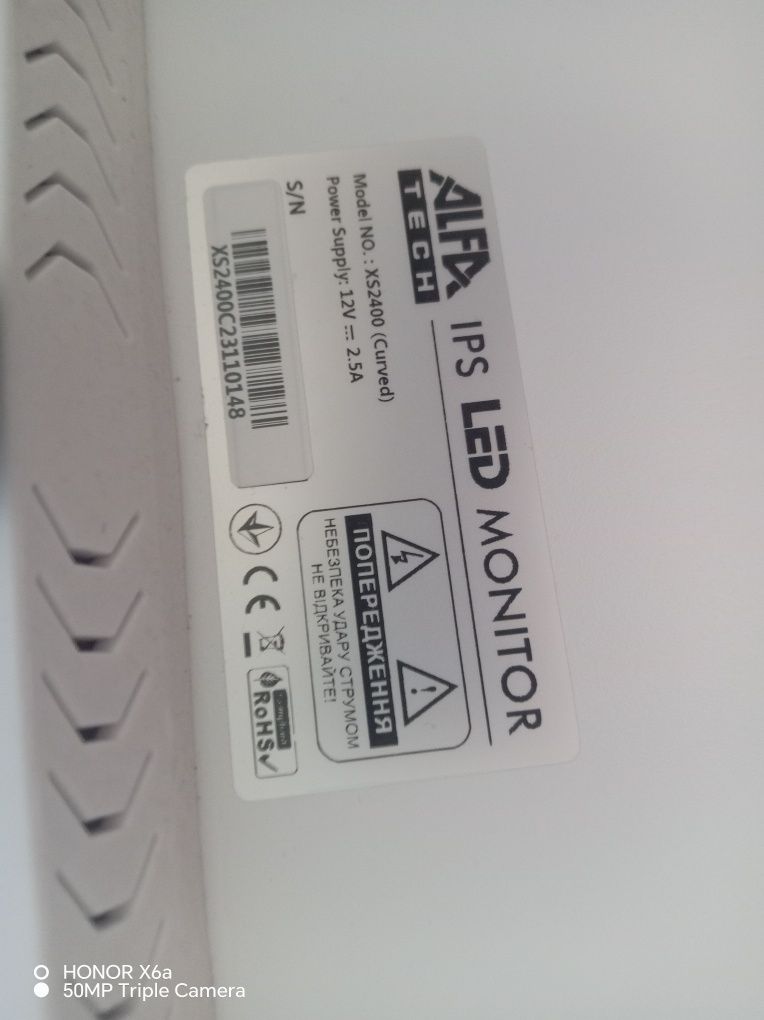 ALFA
TECH
IPS LED MONITOR
Model NO. : XS2400 (Curved)
Power Supply: 12V ⎓ 2.5A
S/N
XS2400C23110148
ПОПЕРЕДЖЕННЯ
НЕБЕЗПЕКА УДАРУ СТРУМОМ
НЕ ВІДКРИВАЙТЕ!
CE
RoHS
HONOR X6a
50MP Triple Camera